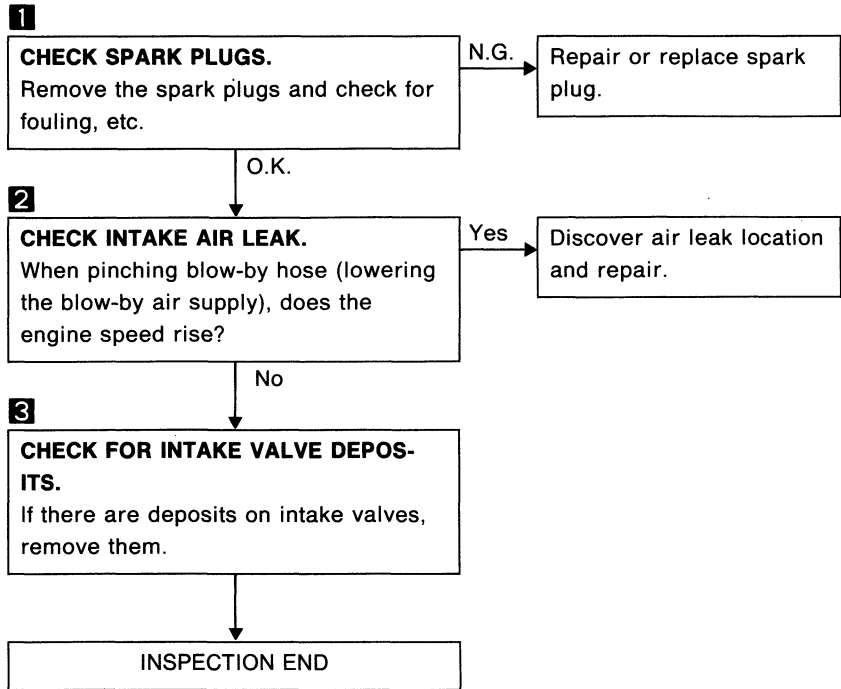 1
CHECK SPARK PLUGS.
Remove the spark plugs and check for
fouling, etc.
N.G.
Repair or replace spark
plug.
O.K.
2
CHECK INTAKE AIR LEAK.
When pinching blow-by hose (lowering
the blow-by air supply), does the
engine speed rise?
Yes
Discover air leak location
and repair.
No
3
CHECK FOR INTAKE VALVE DEPOS-
ITS.
If there are deposits on intake valves,
remove them.
INSPECTION END